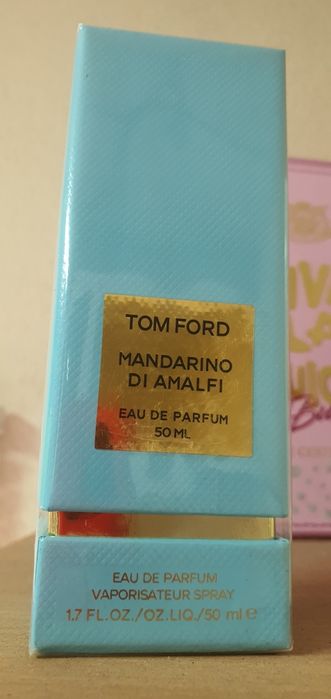 TOM FORD
MANDARINO
DI AMALFI
EAU DE PARFUM
50 ML
EAU DE PARFUM
VAPORISATEUR SPRAY
1.7 FL.OZ./OZ.LIQ./50 ml e